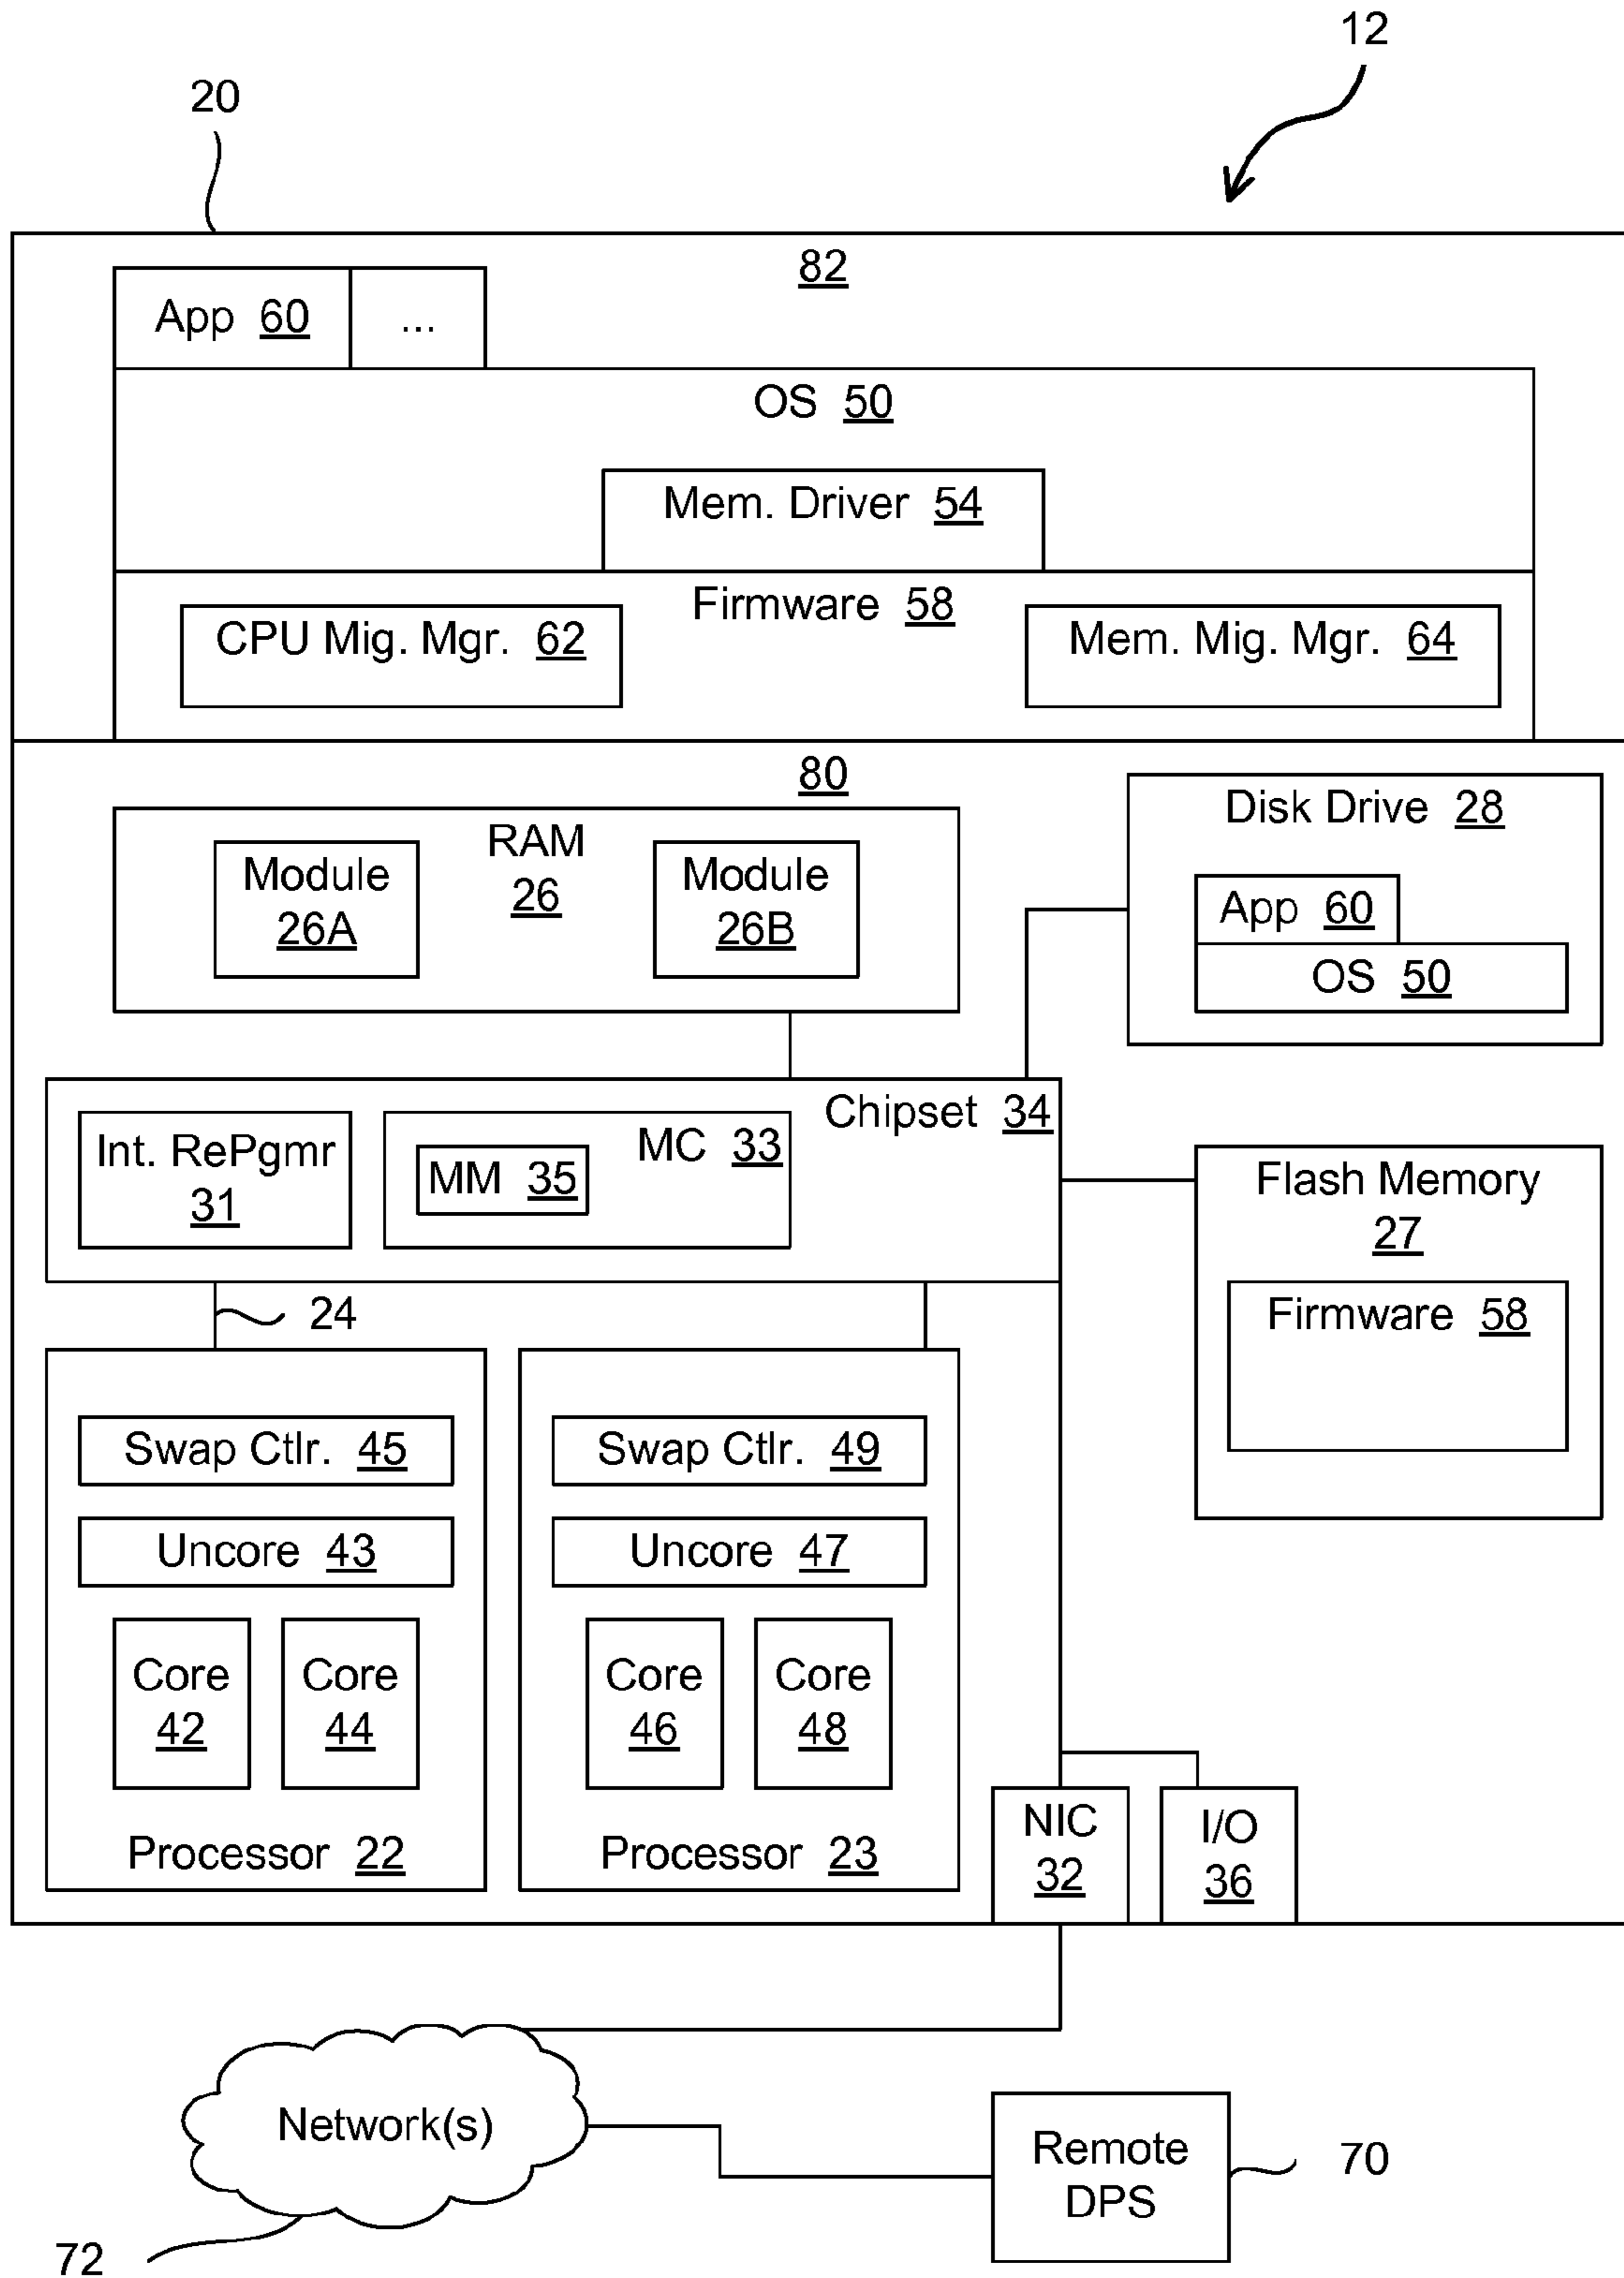 12
20
82
App 60
...
OS 50
Mem. Driver 54
Firmware 58
CPU Mig. Mgr. 62
Mem. Mig. Mgr. 64
80
RAM
26
Module
26A
Module
26B
Disk Drive 28
App 60
OS 50
Chipset 34
Int. RePgmr
31
MC 33
MM 35
Flash Memory
27
Firmware 58
24
Swap Ctlr. 45
Uncore 43
Core
42
Core
44
Processor 22
Swap Ctlr. 49
Uncore 47
Core
46
Core
48
Processor 23
NIC
32
I/O
36
Network(s)
72
Remote
DPS
70